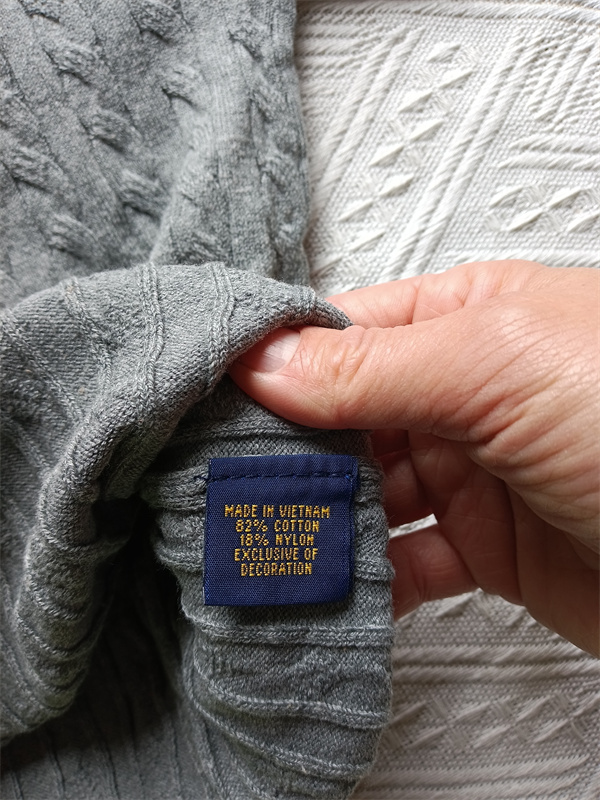 MADE IN VIETNAM
82% COTTON
18% NYLON
EXCLUSIVE OF
DECORATION